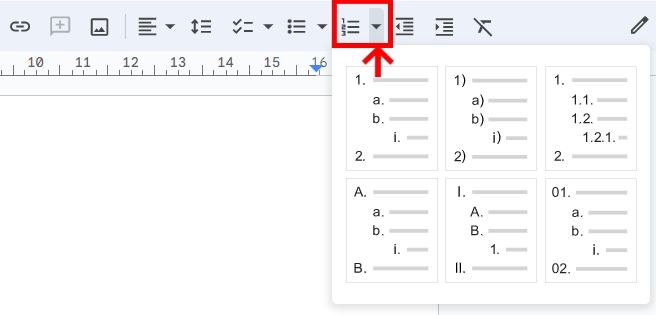 10 11 12 13 14 15 16
1. 1) 1.
a. a) 1.1.
b. b) 1.2.
i. i) 1.2.1.
2. 2) 2.
A. I. 01.
a. A. a.
b. B. b.
i. 1. i.
B. II. 02.